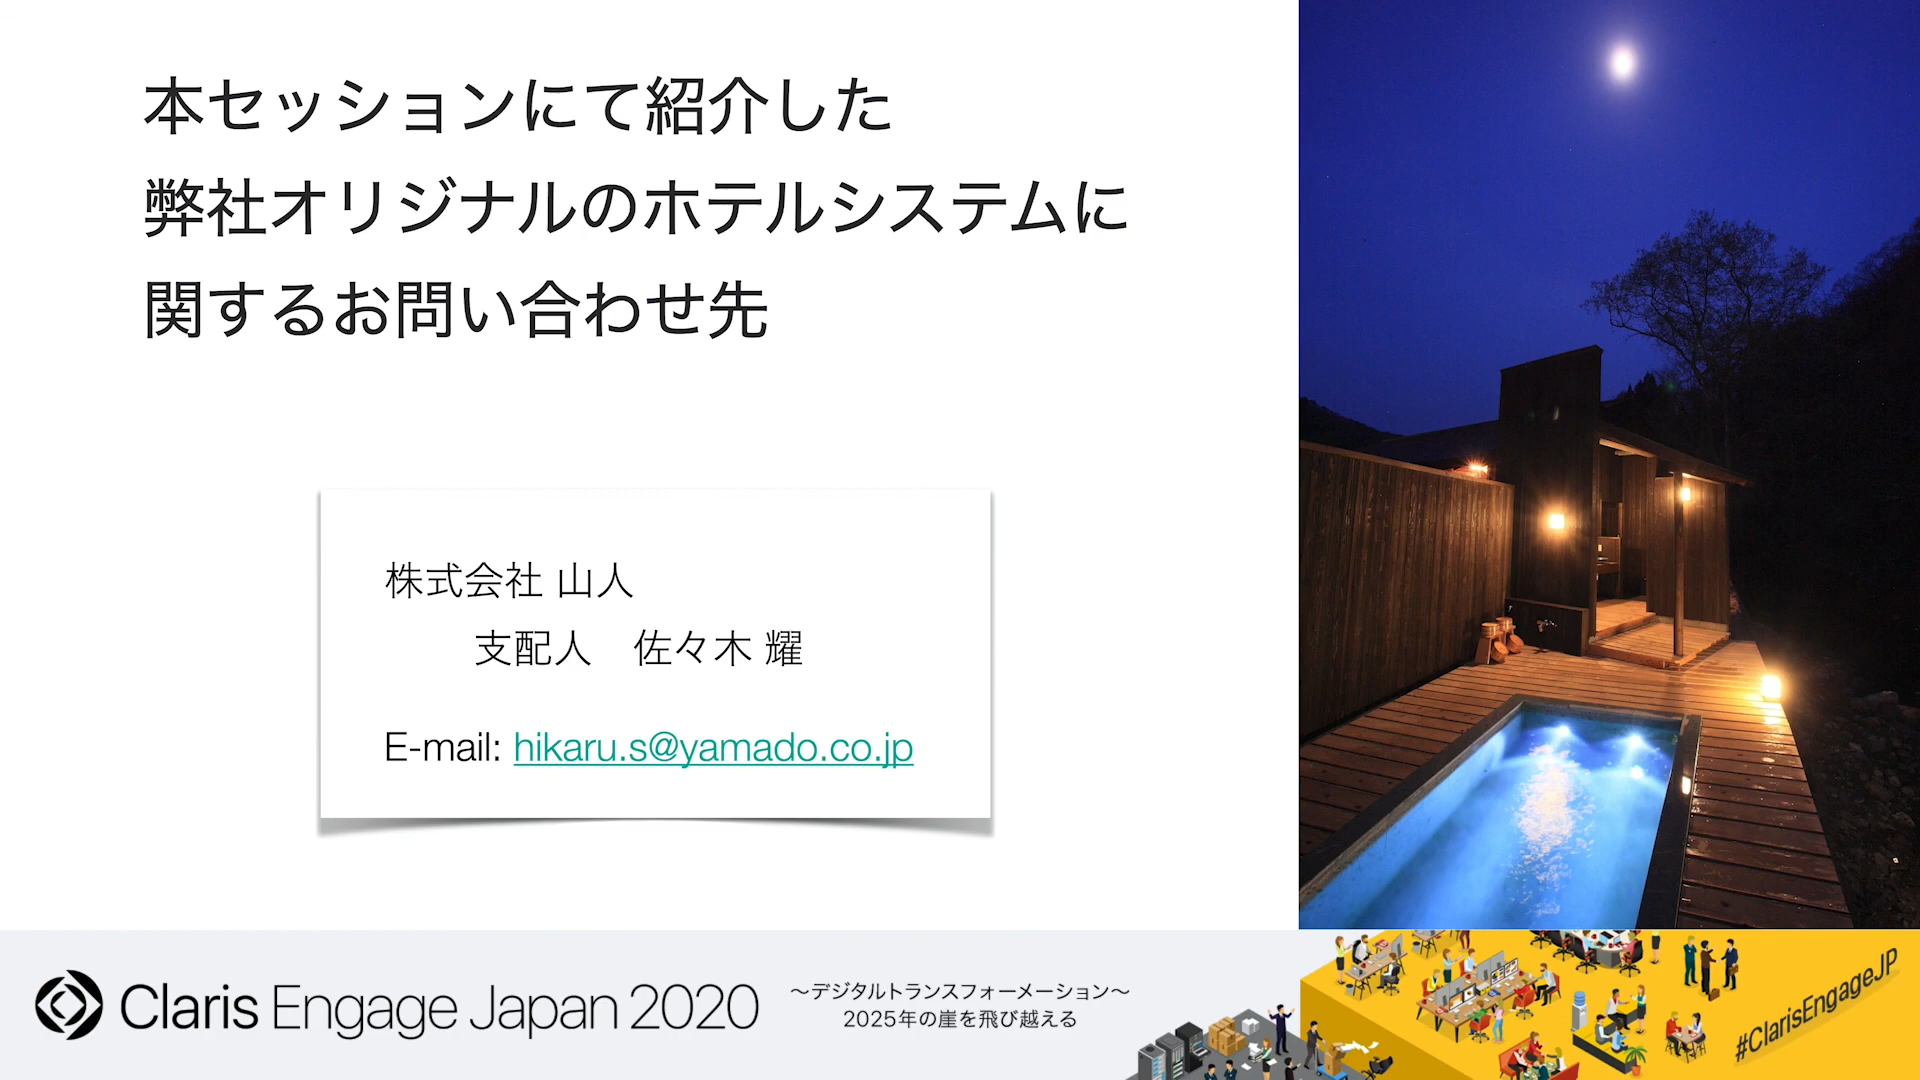 本セッションにて紹介した
弊社オリジナルのホテルシステムに
関するお問い合わせ先
株式会社 山人
支配人　佐々木 耀
E-mail: hikaru.s@yamado.co.jp
Claris Engage Japan 2020
〜デジタルトランスフォーメーション〜
2025年の崖を飛び越える
#ClarisEngageJP